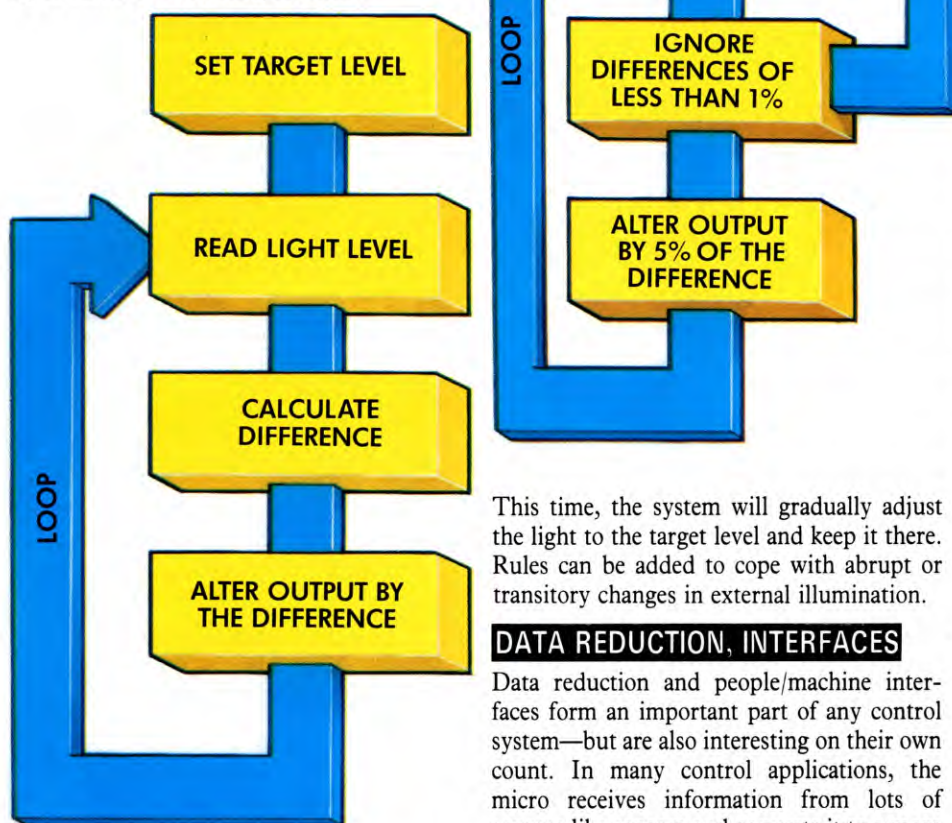 SET TARGET LEVEL
READ LIGHT LEVEL
CALCULATE
DIFFERENCE
ALTER OUTPUT BY
THE DIFFERENCE
LOOP
LOOP
IGNORE
DIFFERENCES OF
LESS THAN 1%
ALTER OUTPUT
BY 5% OF THE
DIFFERENCE
This time, the system will gradually adjust
the light to the target level and keep it there.
Rules can be added to cope with abrupt or
transitory changes in external illumination.
DATA REDUCTION, INTERFACES
Data reduction and people/machine inter-
faces form an important part of any control
system—but are also interesting on their own
count. In many control applications, the
micro receives information from lots of